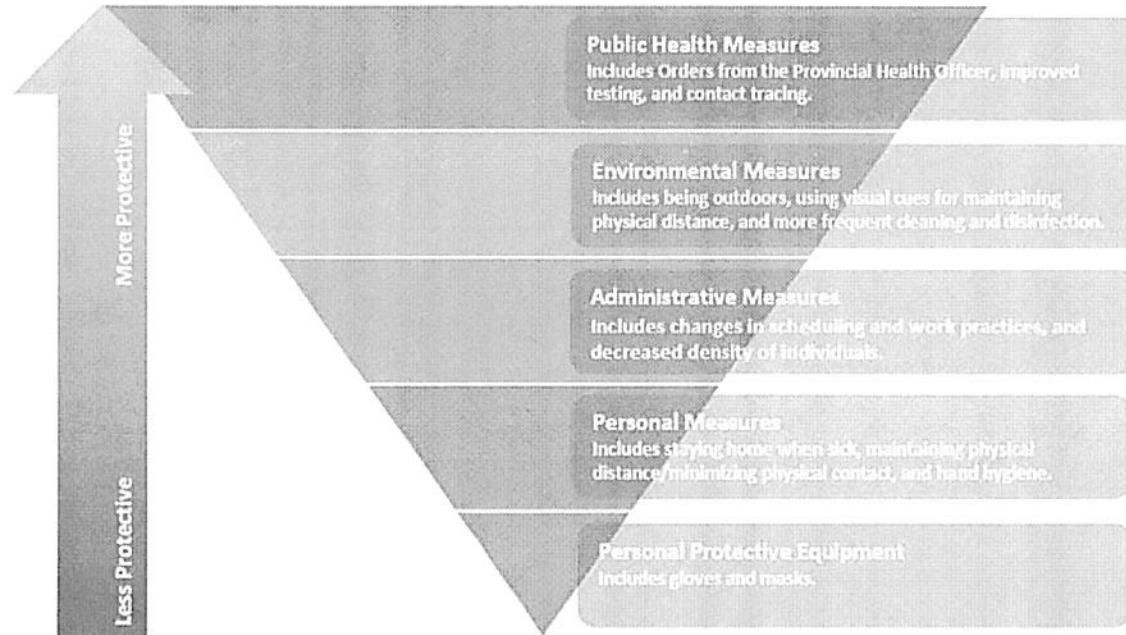 More Protective
Less Protective
Public Health Measures
Includes Orders from the Provincial Health Officer, improved
testing, and contact tracing.
Environmental Measures
Includes being outdoors, using visual cues for maintaining
physical distance, and more frequent cleaning and disinfection.
Administrative Measures
Includes changes in scheduling and work practices, and
decreased density of individuals.
Personal Measures
Includes staying home when sick, maintaining physical
distance/minimizing physical contact, and hand hygiene.
Personal Protective Equipment
Includes gloves and masks.